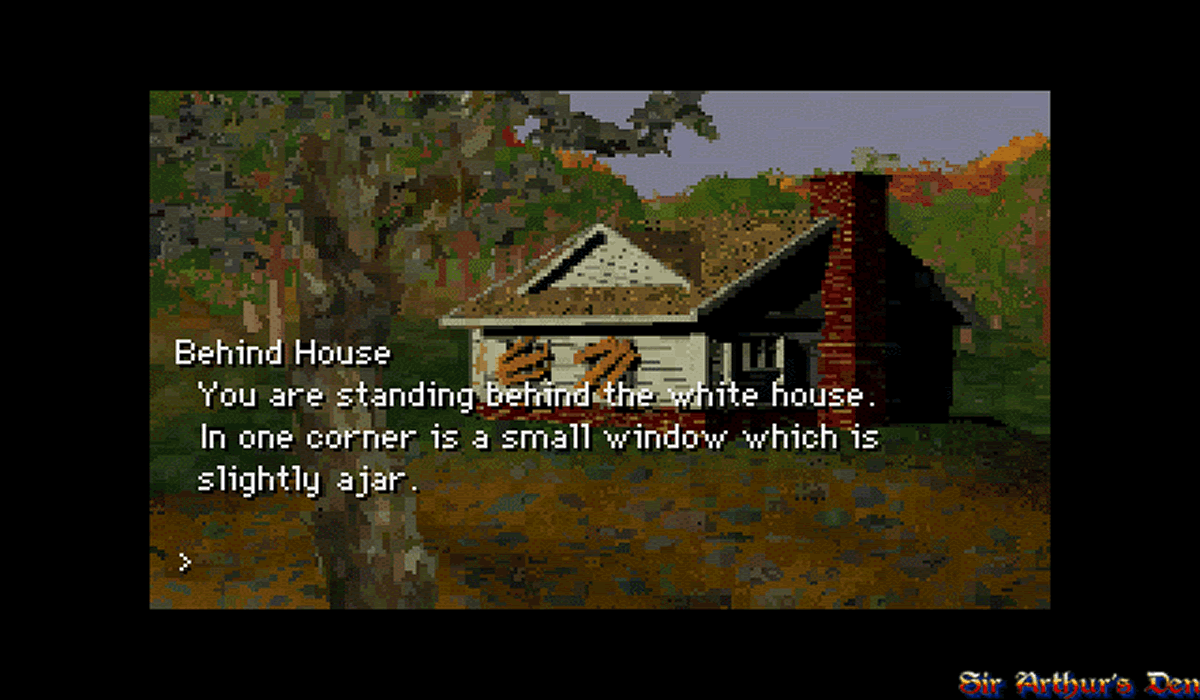 Behind House
You are standing behind the white house.
In one corner is a small window which is
slightly ajar.
>
Sir Arthur's Den